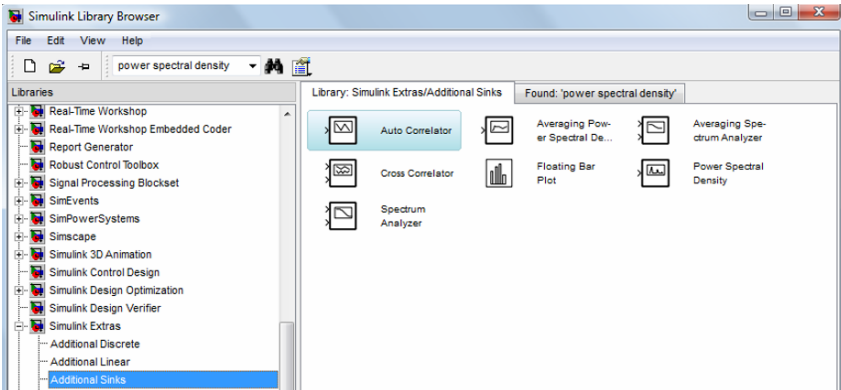 Simulink Library Browser
File Edit View Help
power spectral density
Libraries
Real-Time Workshop
Real-Time Workshop Embedded Coder
Report Generator
Robust Control Toolbox
Signal Processing Blockset
SimEvents
SimPowerSystems
Simscape
Simulink 3D Animation
Simulink Control Design
Simulink Design Optimization
Simulink Design Verifier
Simulink Extras
Additional Discrete
Additional Linear
Additional Sinks
Library: Simulink Extras/Additional Sinks
Found: 'power spectral density'
Auto Correlator
Averaging Pow-
er Spectral De...
Averaging Spe-
ctrum Analyzer
Cross Correlator
Floating Bar
Plot
Power Spectral
Density
Spectrum
Analyzer